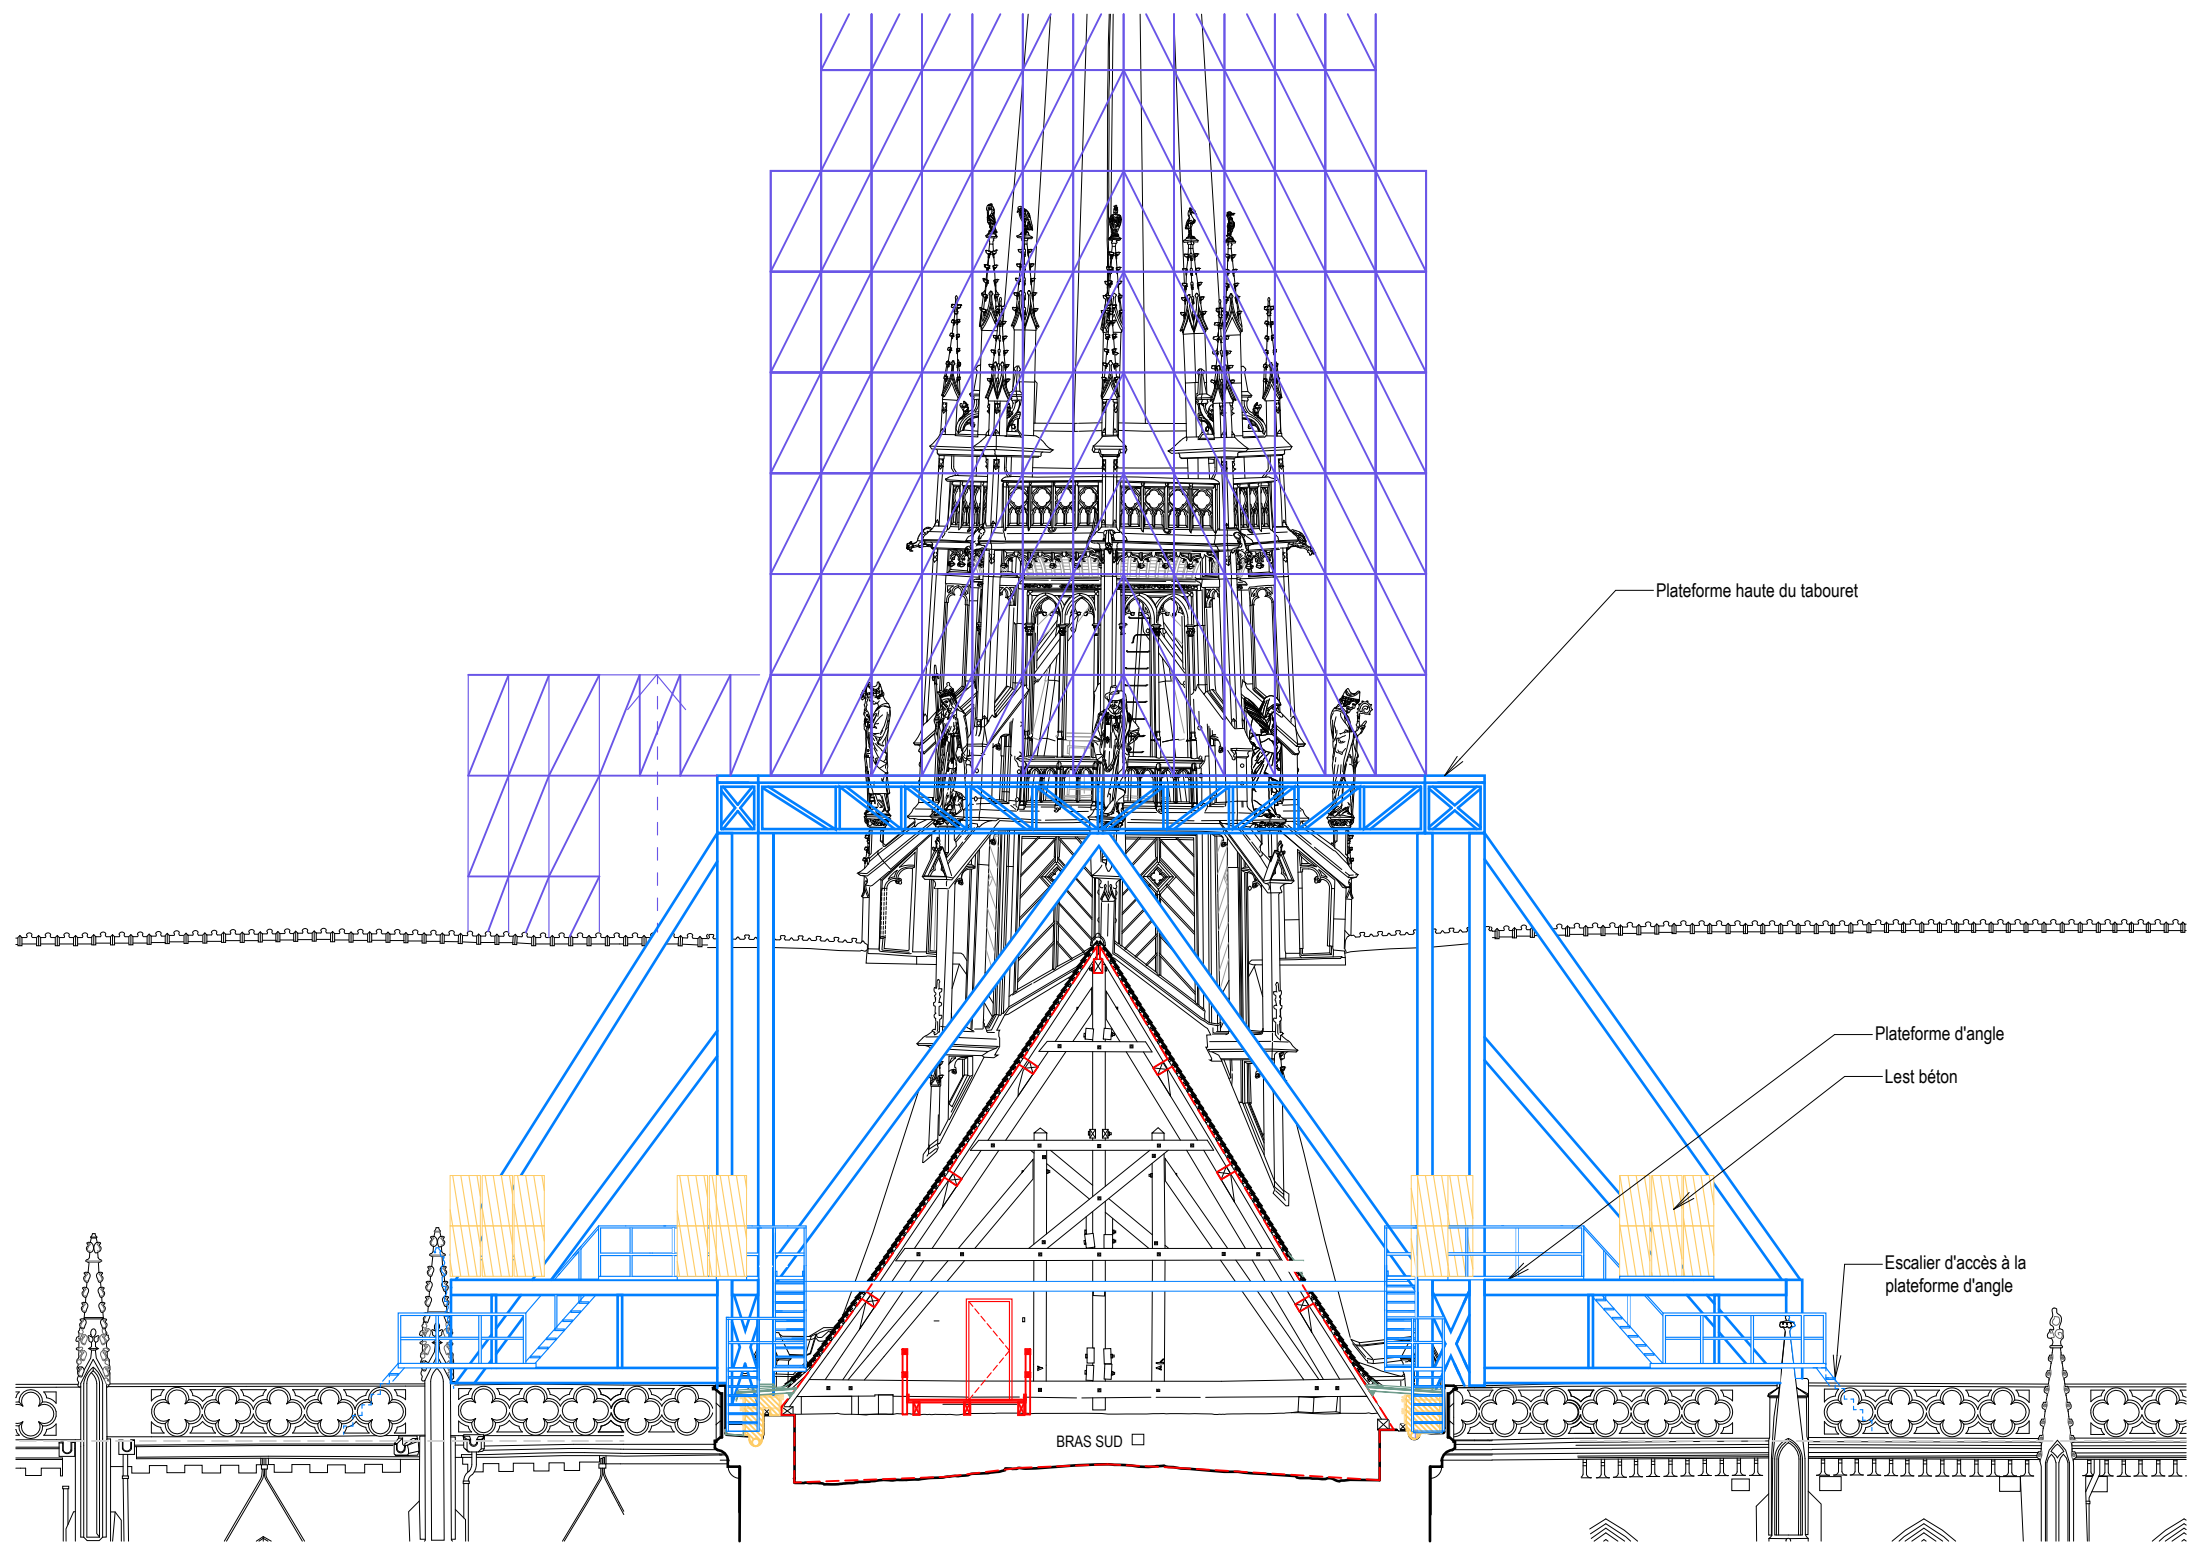 Plateforme haute du tabouret
Plateforme d'angle
Lest béton
Escalier d'accès à la
plateforme d'angle
BRAS SUD